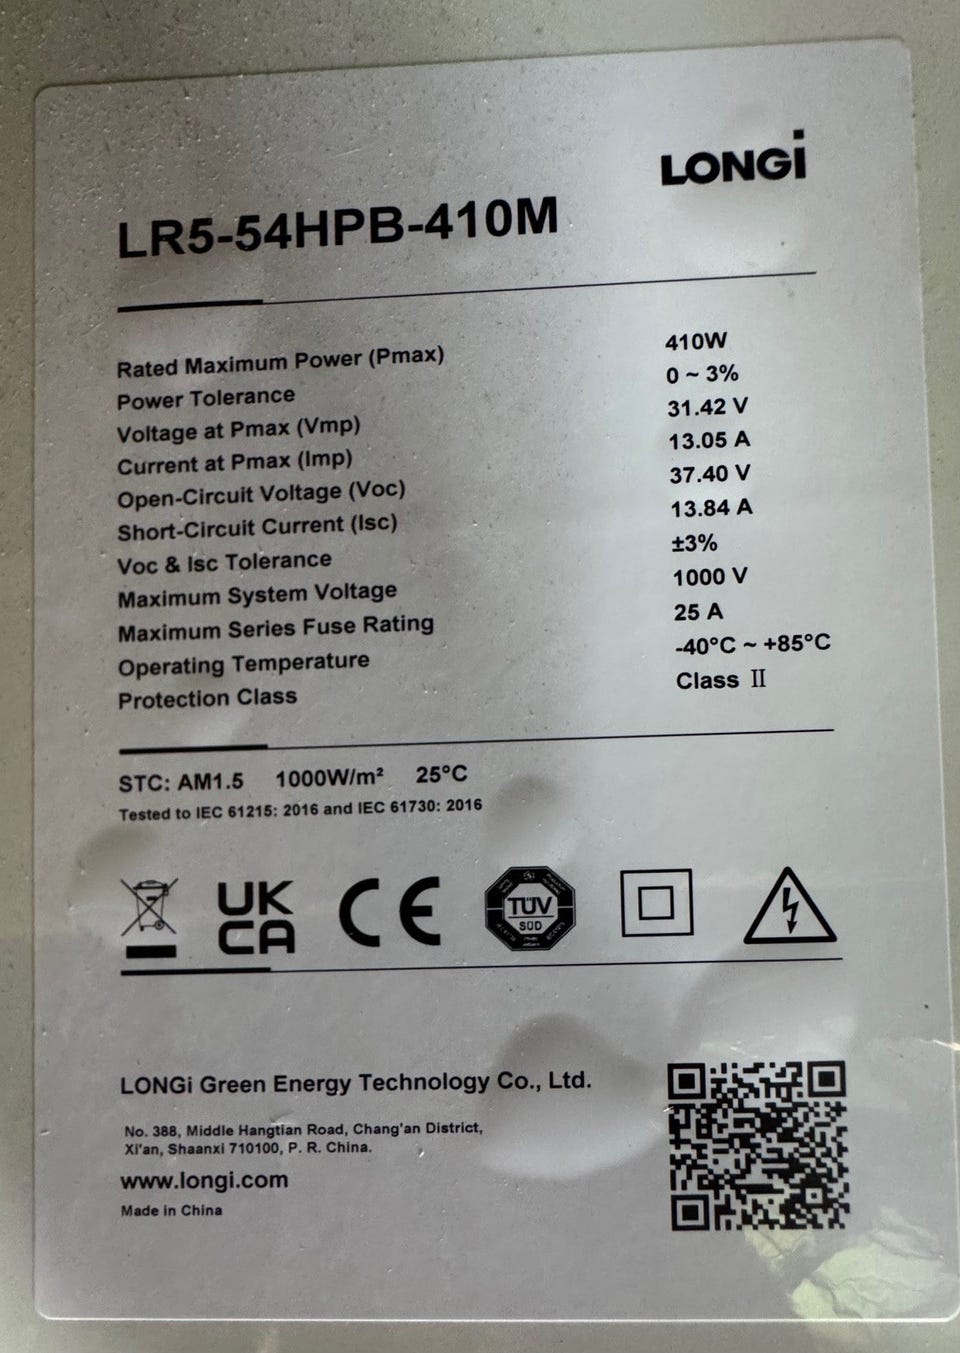 LONGi
LR5-54HPB-410M
Rated Maximum Power (Pmax) 410W
Power Tolerance 0 ~ 3%
Voltage at Pmax (Vmp) 31.42 V
Current at Pmax (Imp) 13.05 A
Open-Circuit Voltage (Voc) 37.40 V
Short-Circuit Current (Isc) 13.84 A
Voc & Isc Tolerance ±3%
Maximum System Voltage 1000 V
Maximum Series Fuse Rating 25 A
Operating Temperature -40°C ~ +85°C
Protection Class Class II
STC: AM1.5 1000W/m² 25°C
Tested to IEC 61215: 2016 and IEC 61730: 2016
UK
CA
CE
TÜV
SÜD
LONGi Green Energy Technology Co., Ltd.
No. 388, Middle Hangtian Road, Chang'an District,
Xi'an, Shaanxi 710100, P. R. China.
www.longi.com
Made in China